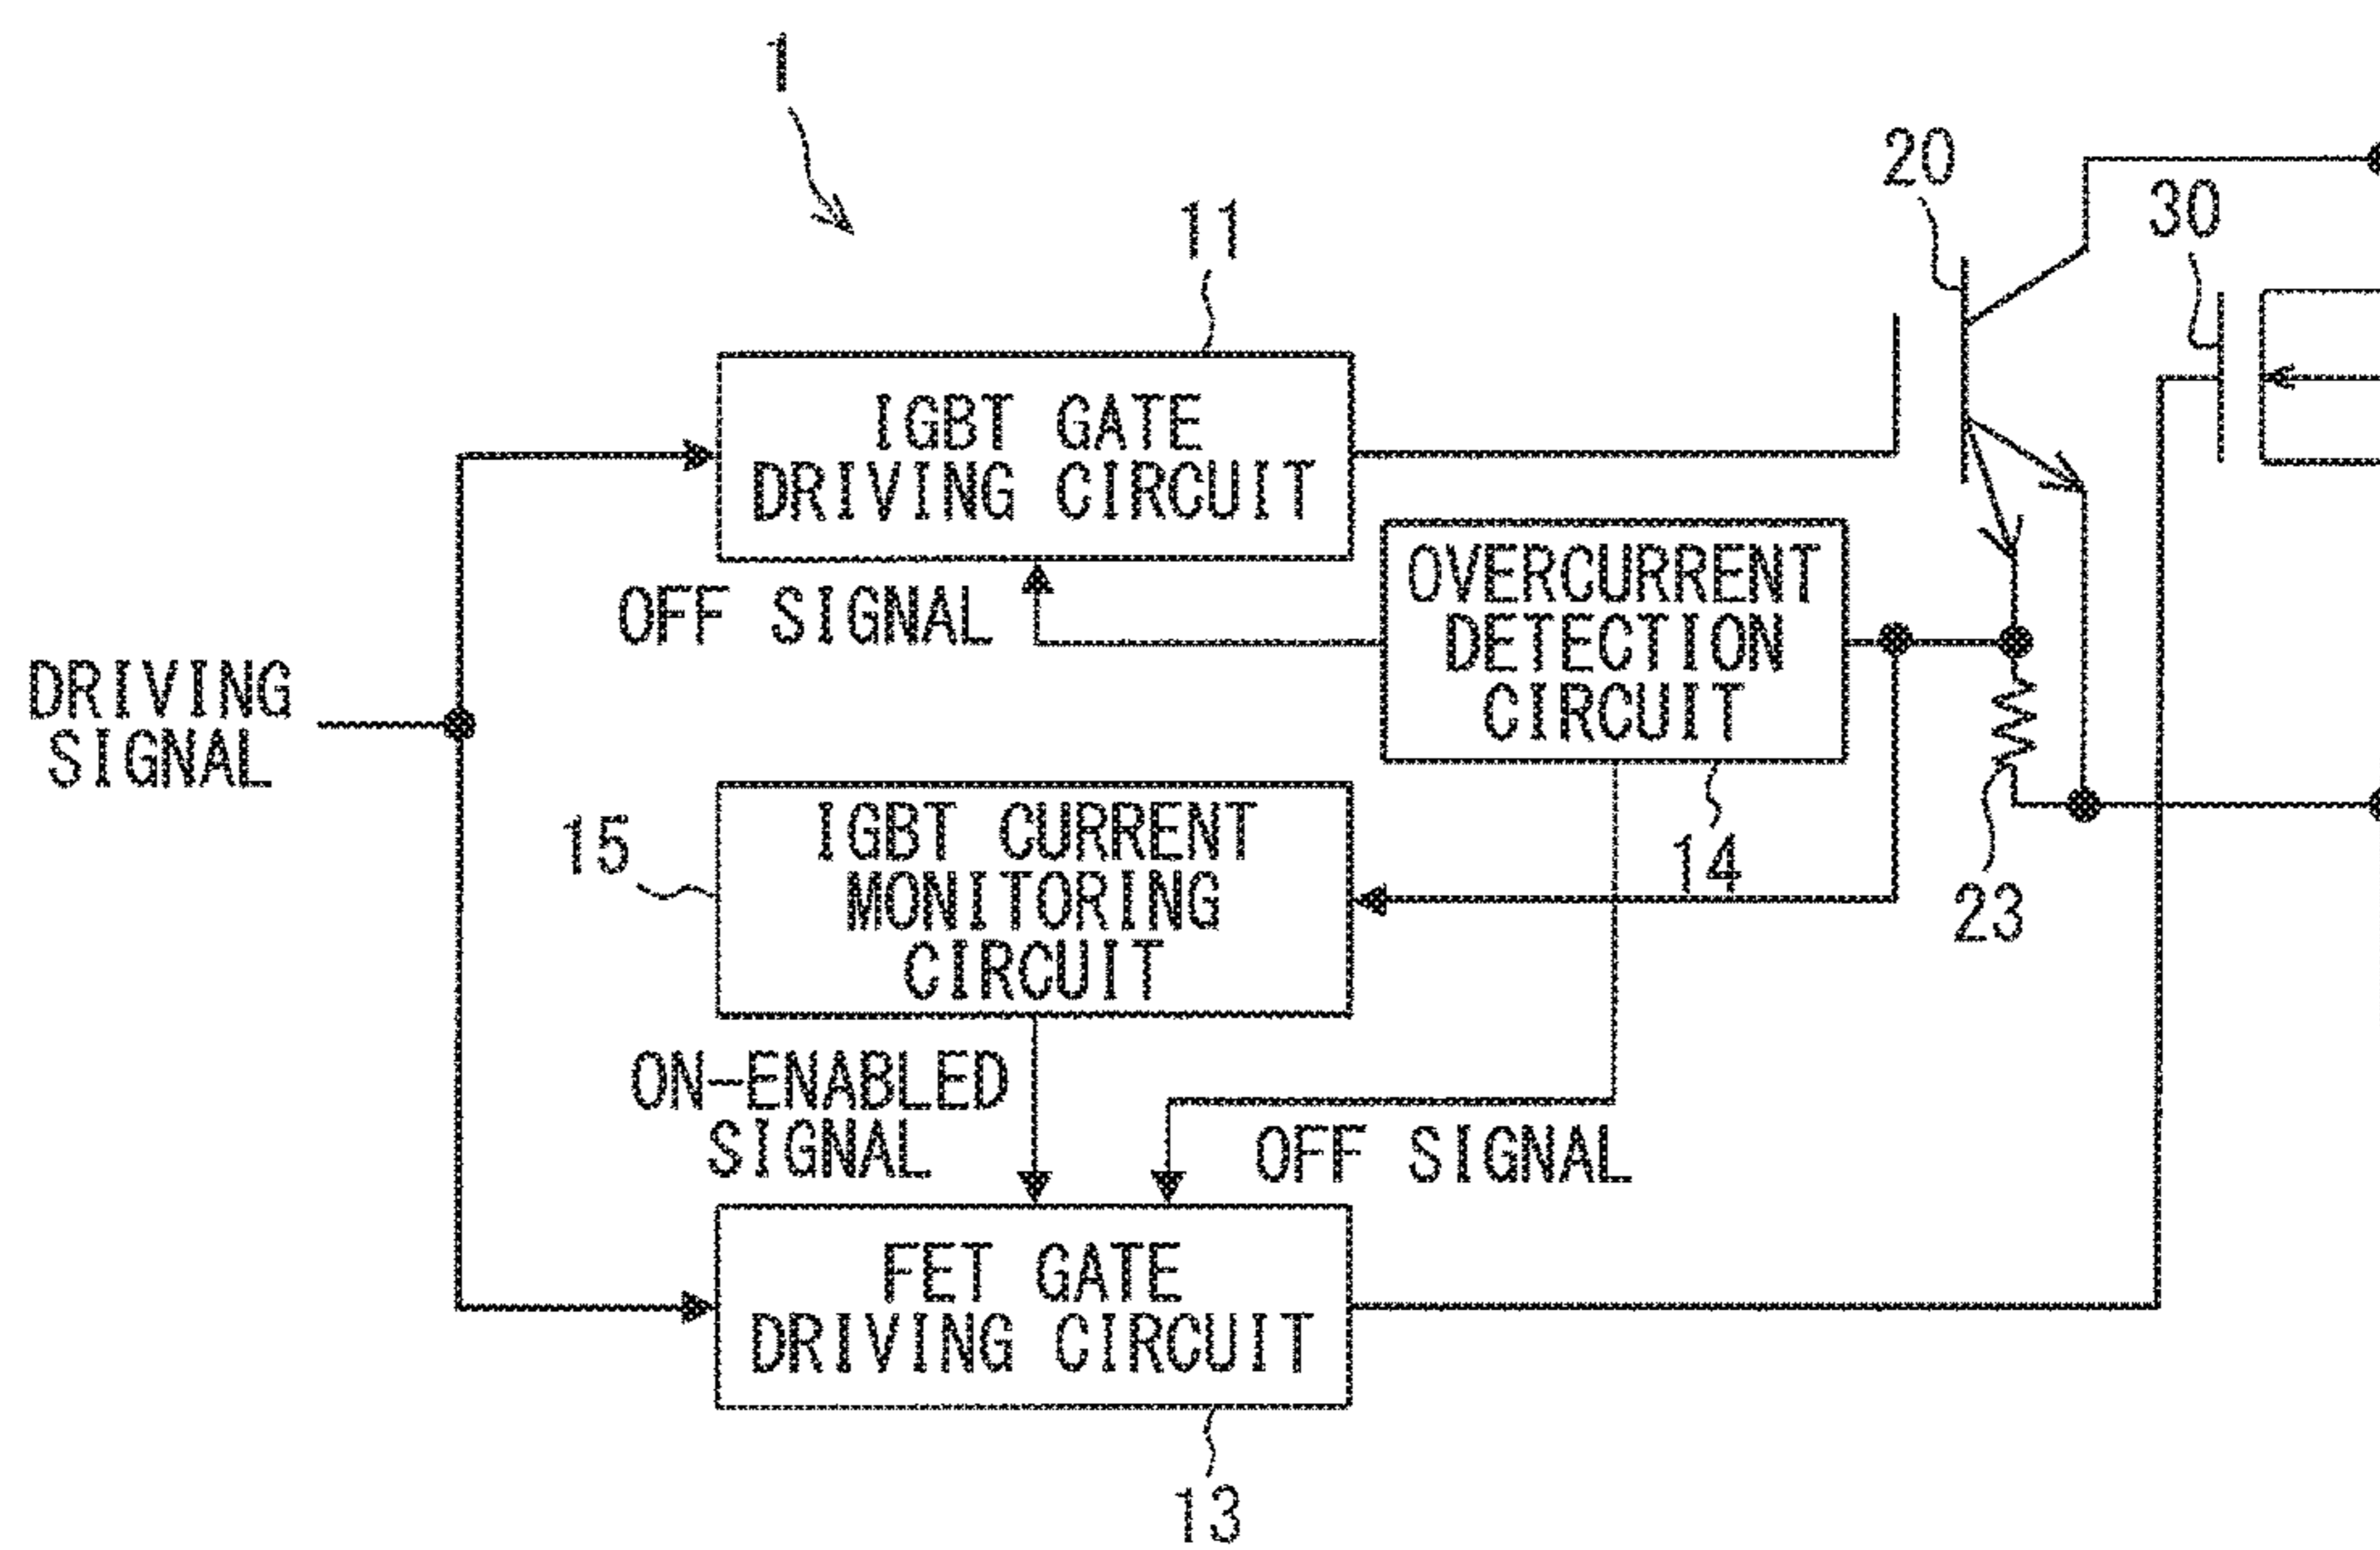 1
20
30
11
IGBT GATE
DRIVING CIRCUIT
OFF SIGNAL
OVERCURRENT
DETECTION
CIRCUIT
DRIVING
SIGNAL
15
IGBT CURRENT
MONITORING
CIRCUIT
14
23
ON-ENABLED
SIGNAL
OFF SIGNAL
FET GATE
DRIVING CIRCUIT
13